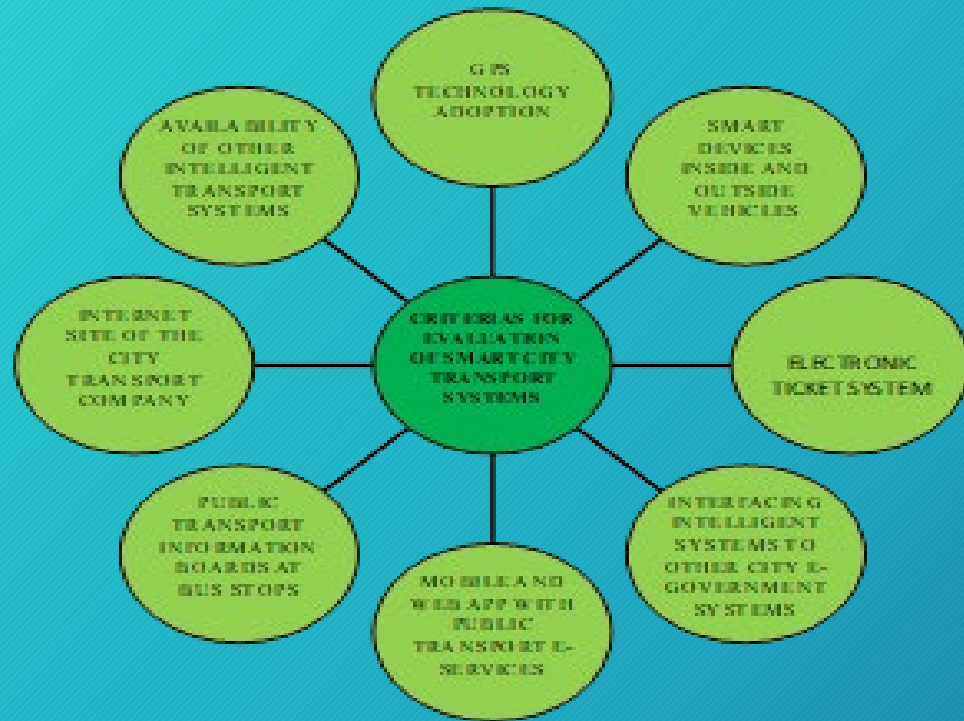 GPS
TECHNOLOGY
ADOPTION
SMART
DEVICES
INSIDE AND
OUTSIDE
VEHICLES
ELECTRONIC
TICKET SYSTEM
INTERFACING
INTELLIGENT
SYSTEMS TO
OTHER CITY E-
GOVERNMENT
SYSTEMS
MOBILE AND
WEB APP WITH
PUBLIC
TRANSPORT E-
SERVICES
PUBLIC
TRANSPORT
INFORMATION
BOARDS AT
BUS STOPS
INTERNET
SITE OF THE
CITY
TRANSPORT
COMPANY
AVAILABILITY
OF OTHER
INTELLIGENT
TRANSPORT
SYSTEMS
CRITERIAS FOR
EVALUATION
OF SMART CITY
TRANSPORT
SYSTEMS